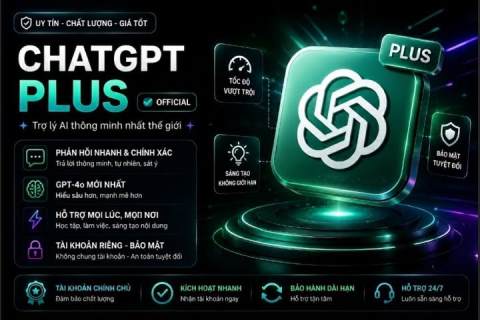 UY TÍN - CHẤT LƯỢNG - GIÁ TỐT
CHATGPT
PLUS
OFFICIAL
Trợ lý AI thông minh nhất thế giới
PHẢN HỒI NHANH & CHÍNH XÁC
Trả lời thông minh, tự nhiên, sát ý
GPT-4o MỚI NHẤT
Hiểu sâu hơn, mạnh mẽ hơn
HỖ TRỢ MỌI LÚC, MỌI NƠI
Học tập, làm việc, sáng tạo nội dung
TÀI KHOẢN RIÊNG - BẢO MẬT
Không chung tài khoản - An toàn tuyệt đối
TỐC ĐỘ
VƯỢT TRỘI
SÁNG TẠO
KHÔNG GIỚI HẠN
PLUS
BẢO MẬT
TUYỆT ĐỐI
TÀI KHOẢN CHÍNH CHỦ
Đảm bảo chất lượng
KÍCH HOẠT NHANH
Nhận tài khoản ngay
BẢO HÀNH DÀI HẠN
Hỗ trợ tận tâm
HỖ TRỢ 24/7
Luôn sẵn sàng hỗ trợ